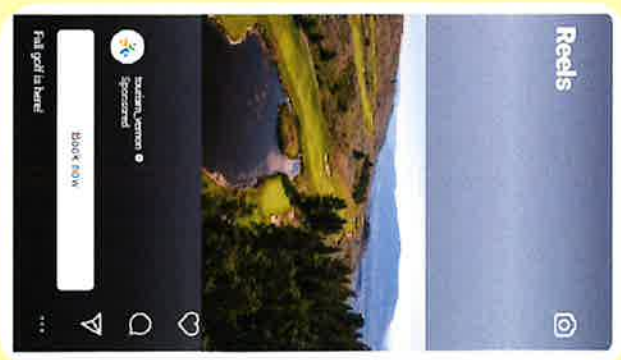 Reels
tourism_vernon
Sponsored
Book now
Fall golf is here!